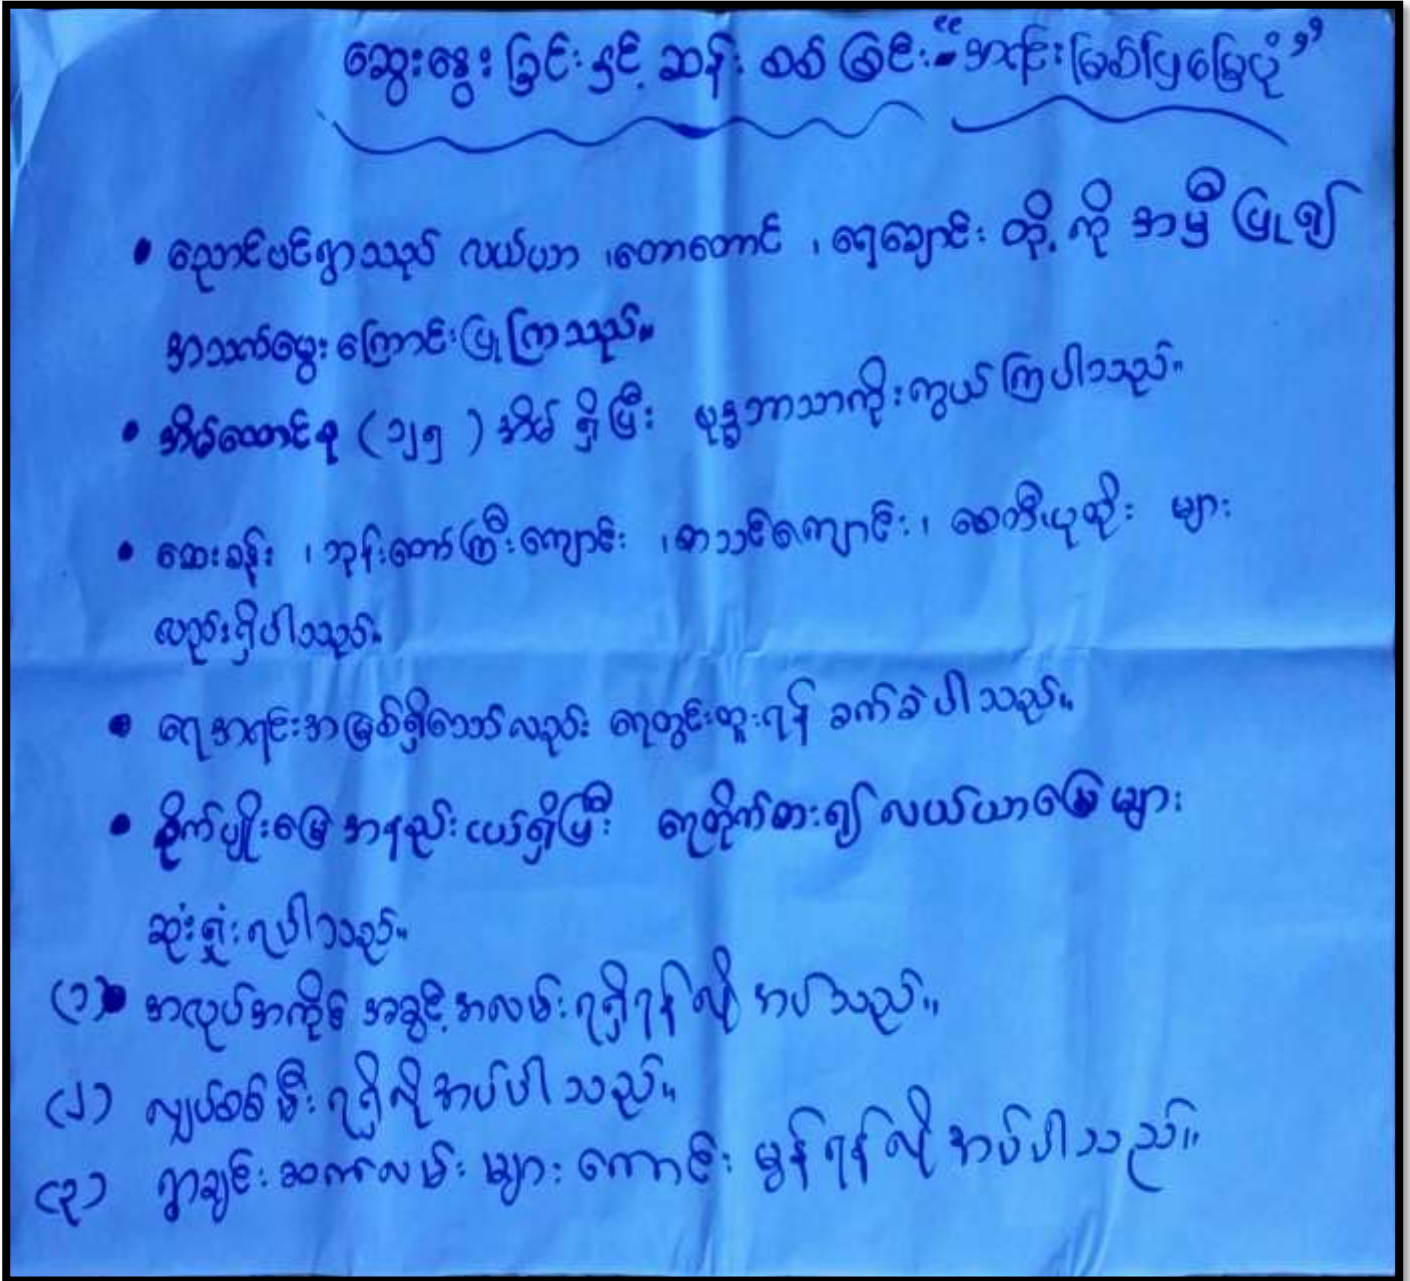 ဆွေးနွေးခြင်းနှင့် ဆန်းစစ်ခြင်း "အရင်းမြစ်ပြမြေပုံ"
• ညောင်ပင်ရွာသည် လယ်ယာ ၊တောတောင် ၊ ရေချောင်း တို့ကို အမှီပြု၍
အသက်မွေးကြောင်းပြုကြသည်။
• အိမ်ထောင်စု (၁၂၅) အိမ် ရှိပြီး ဗုဒ္ဓဘာသာကိုးကွယ်ကြပါသည်။
• ဆေးခန်း ၊ ဘုန်းတော်ကြီးကျောင်း ၊စာသင်ကျောင်း၊ စေတီပုထိုး များ
လည်းရှိပါသည်။
• ရေအရင်းအမြစ်ရှိသော်လည်း ရေတွင်းတူးရန် ခက်ခဲပါသည်။
• စိုက်ပျိုးမြေအနည်းငယ်ရှိပြီး ရေတိုက်စား၍ လယ်ယာမြေများ
ဆုံးရှုံးရပါသည်။
(၁)• အလုပ်အကိုင် အခွင့်အလမ်းရရှိရန် လိုအပ်သည်။
(၂) လျှပ်စစ်မီးရရှိလိုအပ်ပါသည်။
(၃) ရွာချင်းဆက်လမ်းများ ကောင်းမွန်ရန် လိုအပ်ပါသည်။